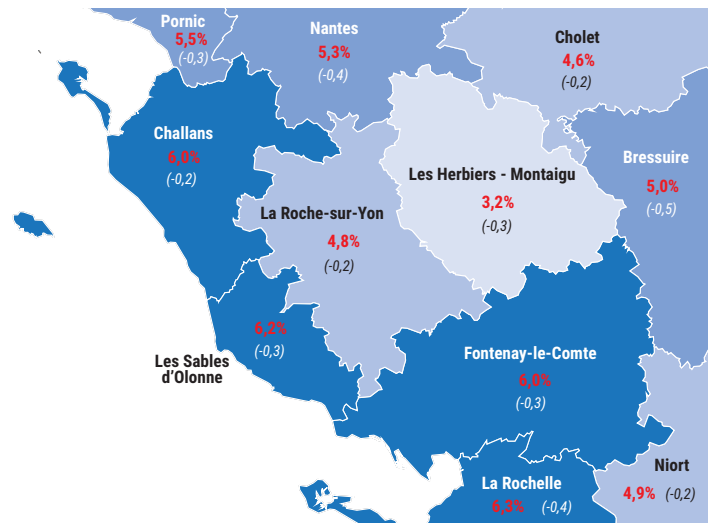 Pornic
5,5%
(-0,3)
Nantes
5,3%
(-0,4)
Cholet
4,6%
(-0,2)
Challans
6,0%
(-0,2)
Bressuire
5,0%
(-0,5)
Les Herbiers - Montaigu
3,2%
(-0,3)
La Roche-sur-Yon
4,8%
(-0,2)
6,2%
(-0,3)
Les Sables
d’Olonne
Fontenay-le-Comte
6,0%
(-0,3)
Niort
4,9% (-0,2)
La Rochelle
6,3% (-0,4)